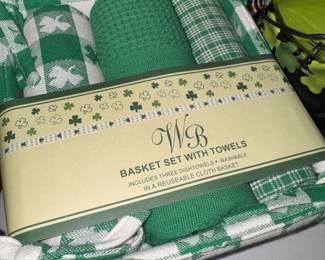 WB
BASKET SET WITH TOWELS
INCLUDES THREE DISHTOWELS • WASHABLE
IN A REUSEABLE CLOTH BASKET